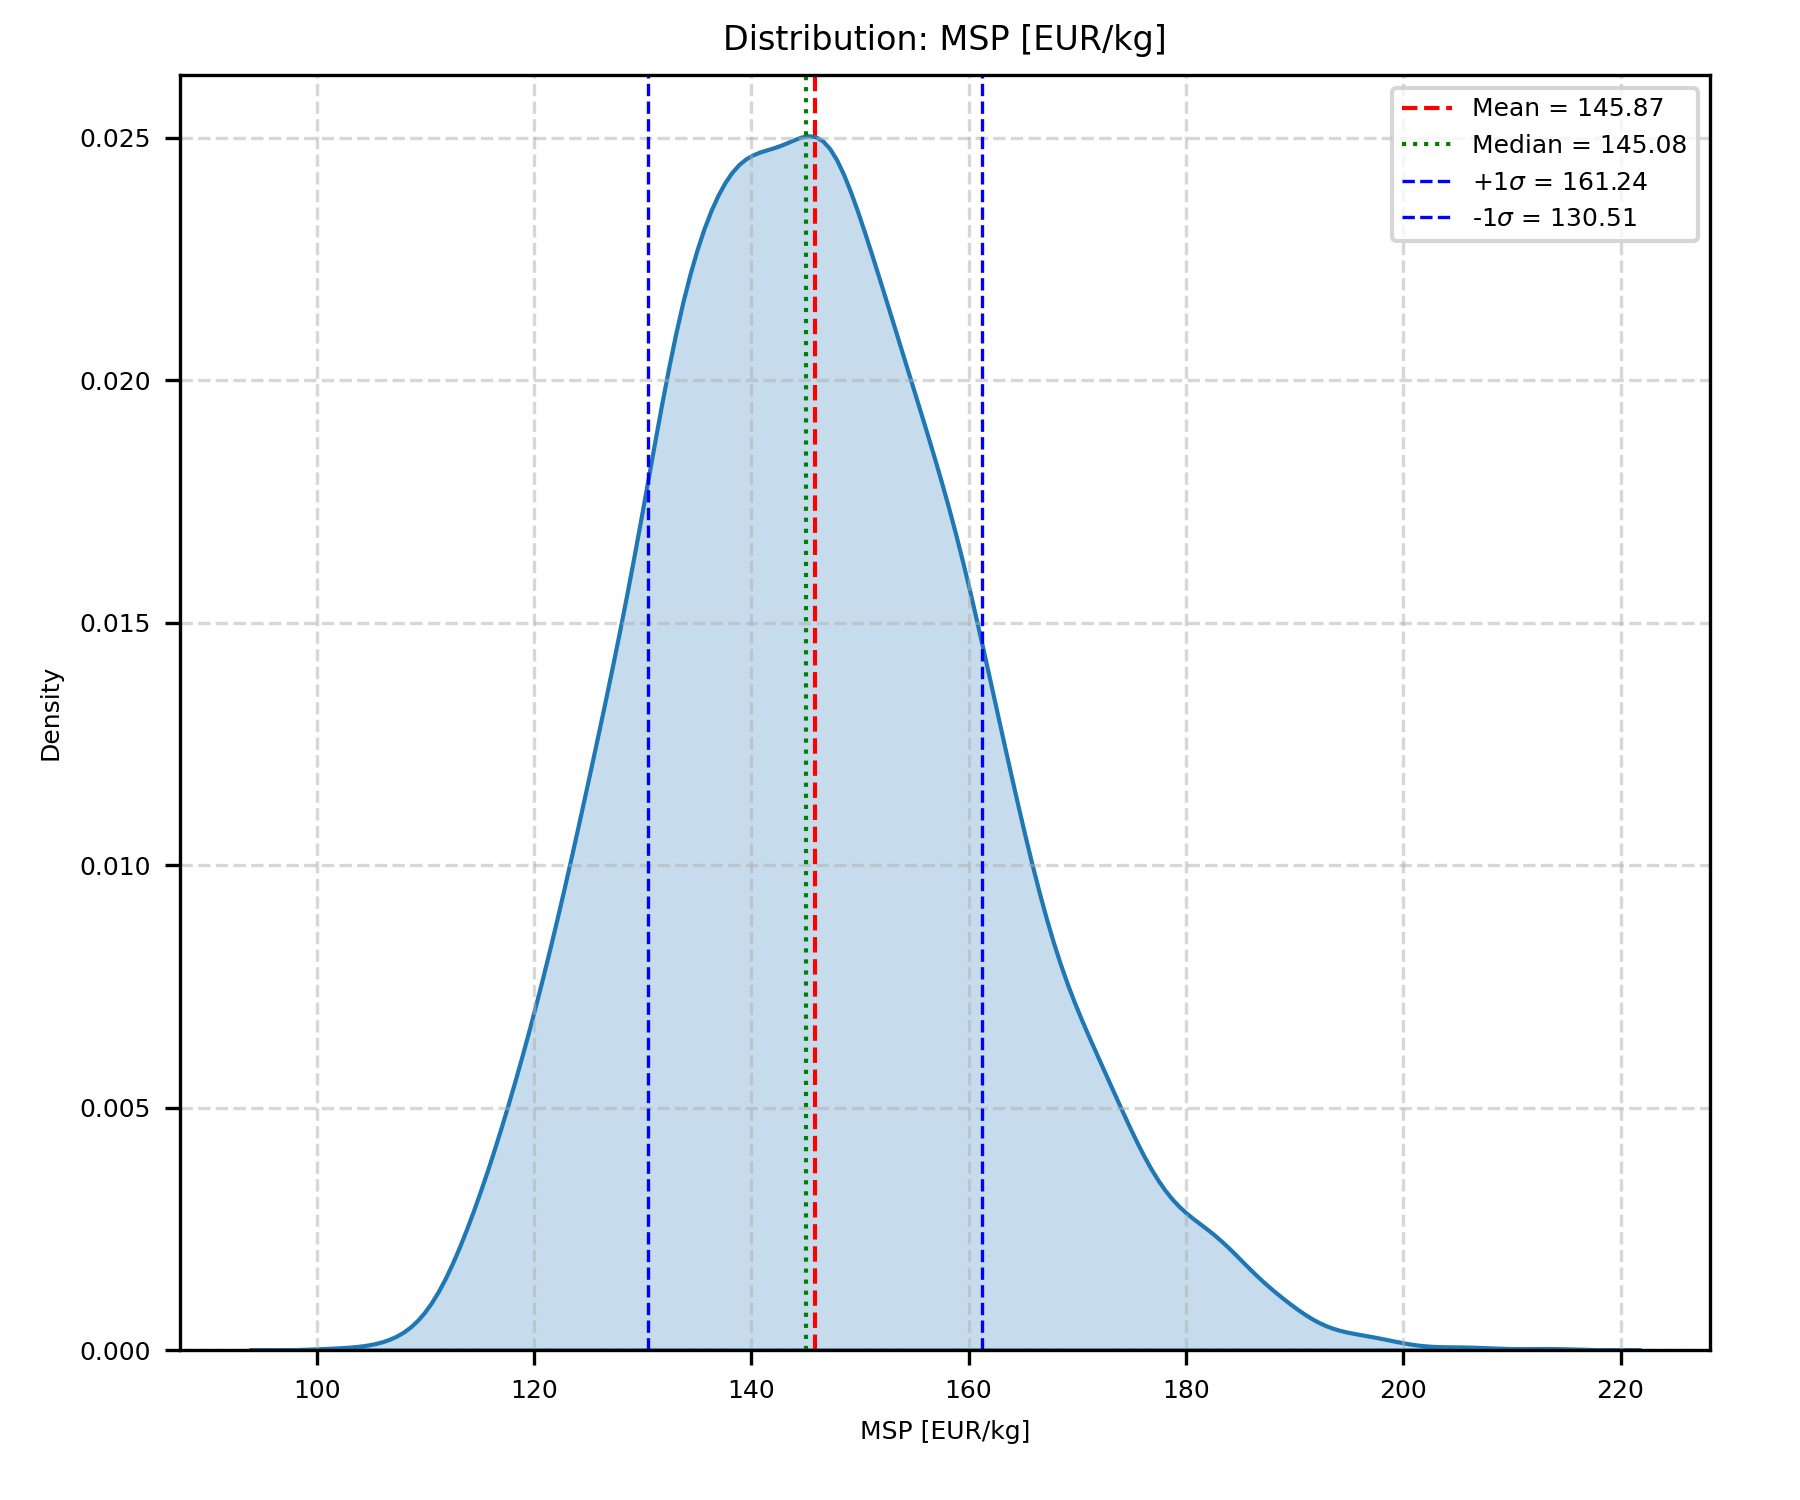 Distribution: MSP [EUR/kg]
Mean = 145.87
Median = 145.08
+1σ = 161.24
-1σ = 130.51
0.025
0.020
0.015
0.010
0.005
0.000
Density
100 120 140 160 180 200 220
MSP [EUR/kg]